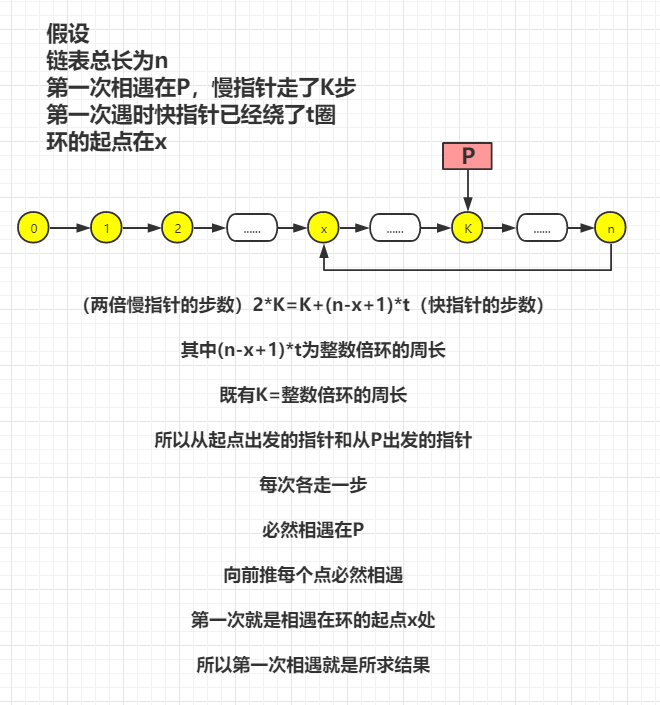 假设
链表总长为n
第一次相遇在P，慢指针走了K步
第一次遇时快指针已经绕了t圈
环的起点在x
P
0 1 2 ...... x ...... K ...... n
（两倍慢指针的步数）2*K=K+(n-x+1)*t（快指针的步数）
其中(n-x+1)*t为整数倍环的周长
既有K=整数倍环的周长
所以从起点出发的指针和从P出发的指针
每次各走一步
必然相遇在P
向前推每个点必然相遇
第一次就是相遇在环的起点x处
所以第一次相遇就是所求结果